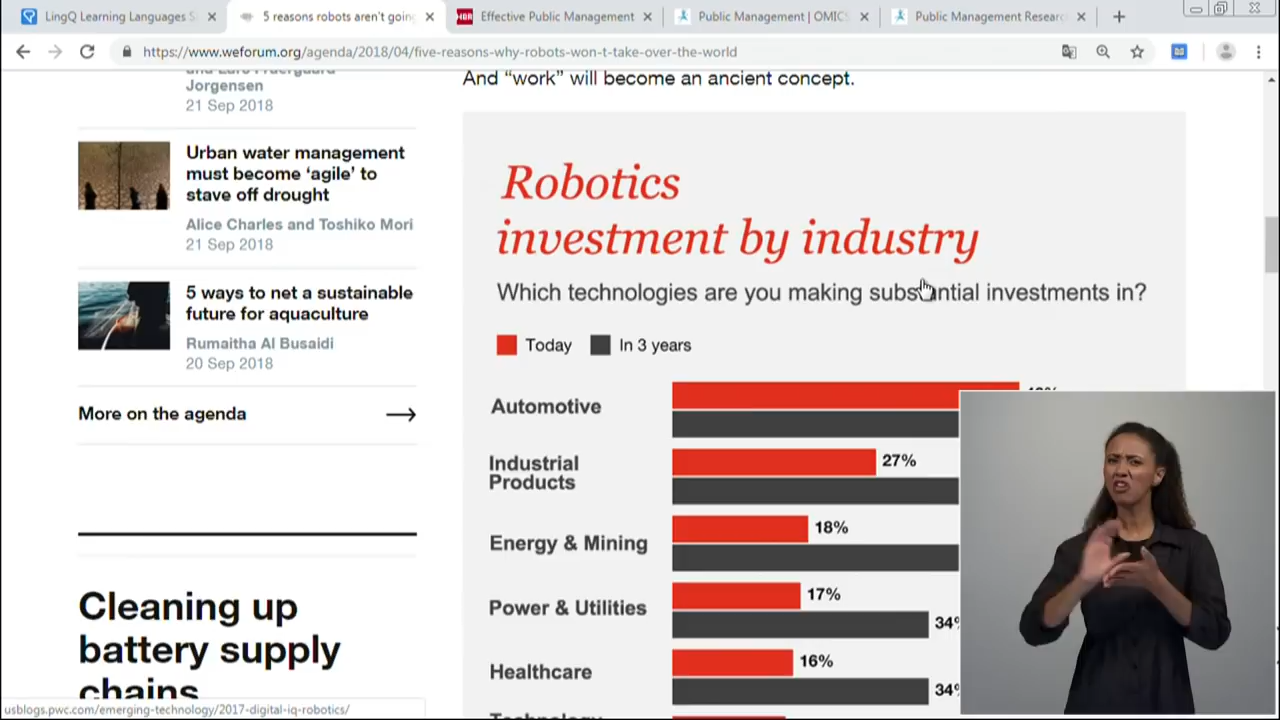 LingQ Learning Languages S
5 reasons robots aren't goin
HBR
Effective Public Management
Public Management | OMICS
Public Management Researc
https://www.weforum.org/agenda/2018/04/five-reasons-why-robots-won-t-take-over-the-world
Jorgensen
21 Sep 2018
Urban water management
must become ‘agile’ to
stave off drought
Alice Charles and Toshiko Mori
21 Sep 2018
5 ways to net a sustainable
future for aquaculture
Rumaitha Al Busaidi
20 Sep 2018
More on the agenda
Cleaning up
battery supply
chains
And “work” will become an ancient concept.
Robotics
investment by industry
Which technologies are you making substantial investments in?
Today
In 3 years
Automotive
Industrial
Products
27%
Energy & Mining
18%
Power & Utilities
17%
34%
Healthcare
16%
34%
Technology
usblogs.pwc.com/emerging-technology/2017-digital-iq-robotics/